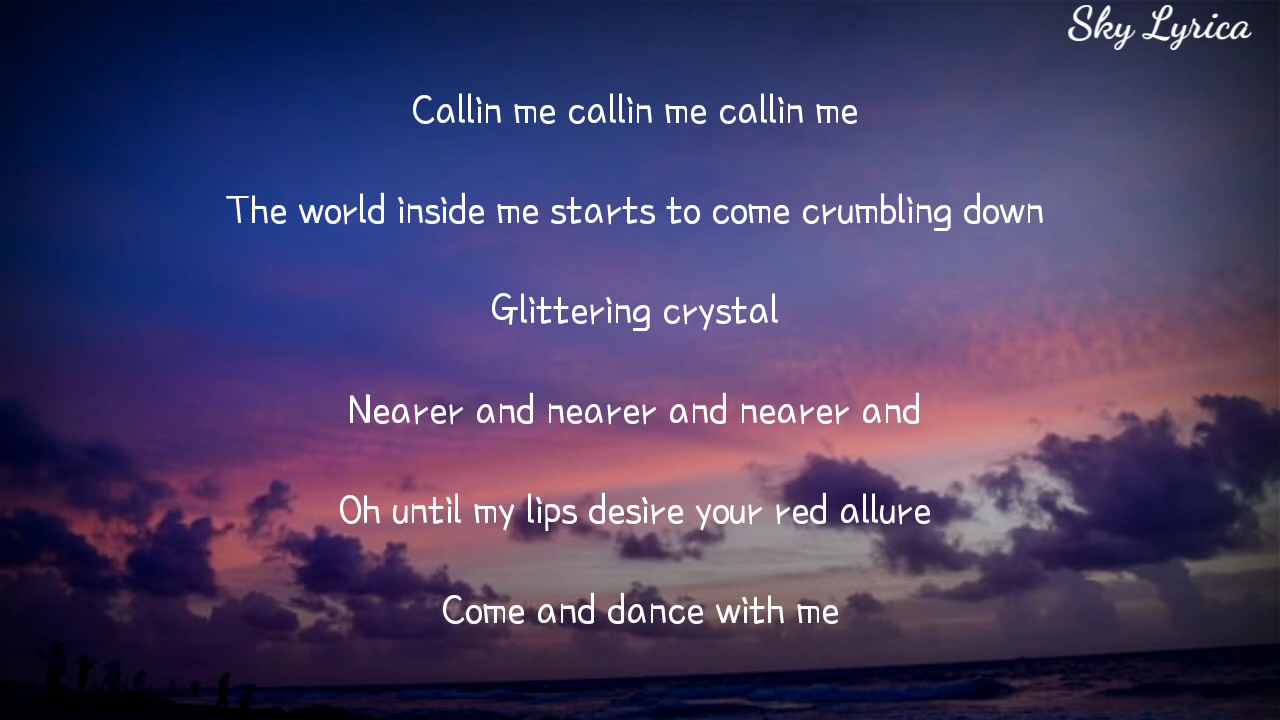 Sky Lyrica
Callin me callin me callin me
The world inside me starts to come crumbling down
Glittering crystal
Nearer and nearer and nearer and
Oh until my lips desire your red allure
Come and dance with me